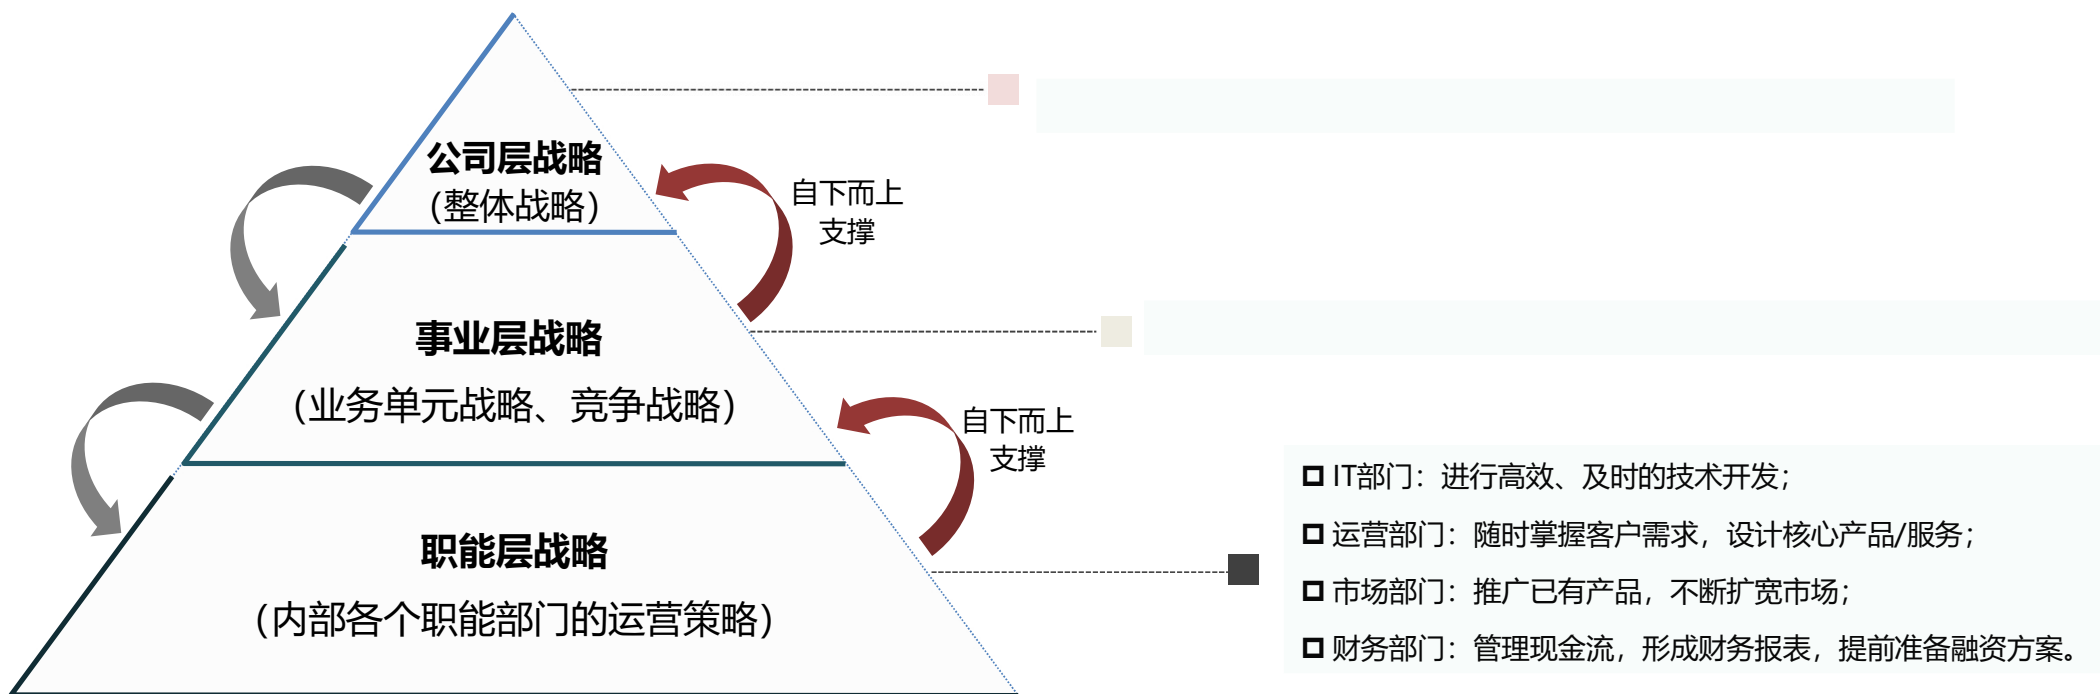 公司层战略
（整体战略）
自下而上
支撑
事业层战略
（业务单元战略、竞争战略）
自下而上
支撑
职能层战略
（内部各个职能部门的运营策略）
IT部门：进行高效、及时的技术开发；
运营部门：随时掌握客户需求，设计核心产品/服务；
市场部门：推广已有产品，不断扩宽市场；
财务部门：管理现金流，形成财务报表，提前准备融资方案。